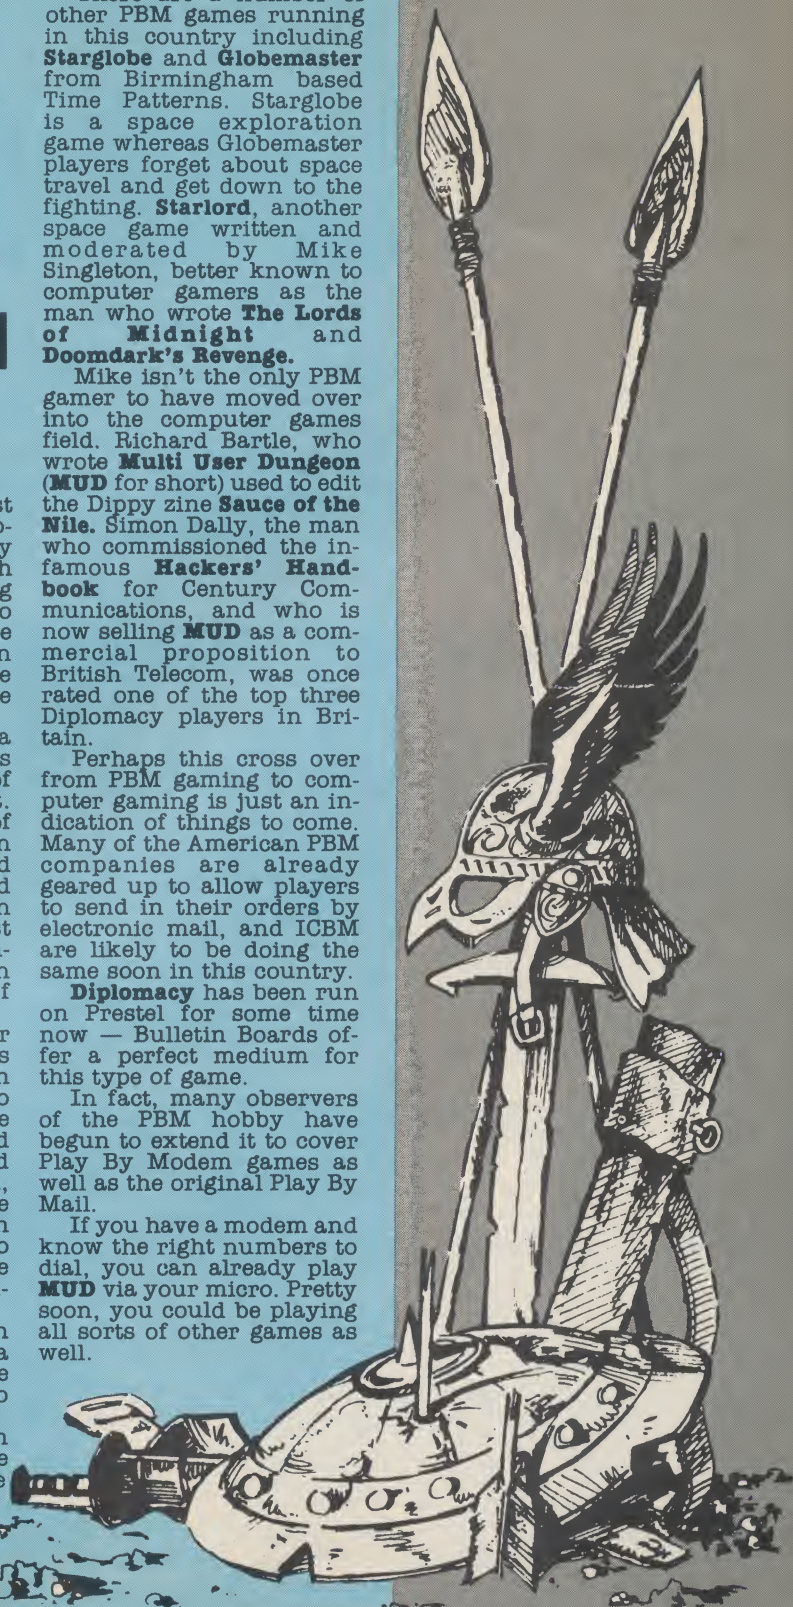 other PBM games running
in this country including
Starglobe and Globemaster
from Birmingham based
Time Patterns. Starglobe
is a space exploration
game whereas Globemaster
players forget about space
travel and get down to the
fighting. Starlord, another
space game written and
moderated by Mike
Singleton, better known to
computer gamers as the
man who wrote The Lords
of Midnight and
Doomdark's Revenge.
Mike isn't the only PBM
gamer to have moved over
into the computer games
field. Richard Bartle, who
wrote Multi User Dungeon
(MUD for short) used to edit
the Dippy zine Sauce of the
Nile. Simon Dally, the man
who commissioned the in-
famous Hackers' Hand-
book for Century Com-
munications, and who is
now selling MUD as a com-
mercial proposition to
British Telecom, was once
rated one of the top three
Diplomacy players in Bri-
tain.
Perhaps this cross over
from PBM gaming to com-
puter gaming is just an in-
dication of things to come.
Many of the American PBM
companies are already
geared up to allow players
to send in their orders by
electronic mail, and ICBM
are likely to be doing the
same soon in this country.
Diplomacy has been run
on Prestel for some time
now — Bulletin Boards of-
fer a perfect medium for
this type of game.
In fact, many observers
of the PBM hobby have
begun to extend it to cover
Play By Modem games as
well as the original Play By
Mail.
If you have a modem and
know the right numbers to
dial, you can already play
MUD via your micro. Pretty
soon, you could be playing
all sorts of other games as
well.